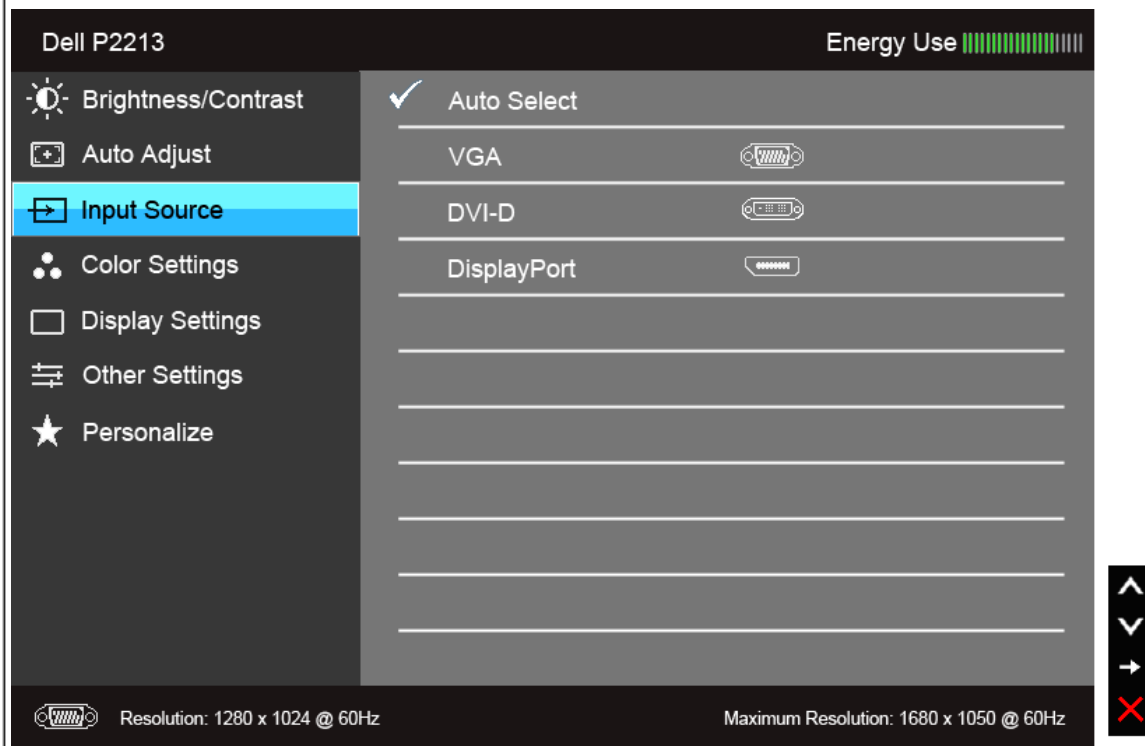 Dell P2213
Energy Use
Brightness/Contrast
Auto Adjust
Input Source
Color Settings
Display Settings
Other Settings
Personalize
Auto Select
VGA
DVI-D
DisplayPort
Resolution: 1280 x 1024 @ 60Hz
Maximum Resolution: 1680 x 1050 @ 60Hz